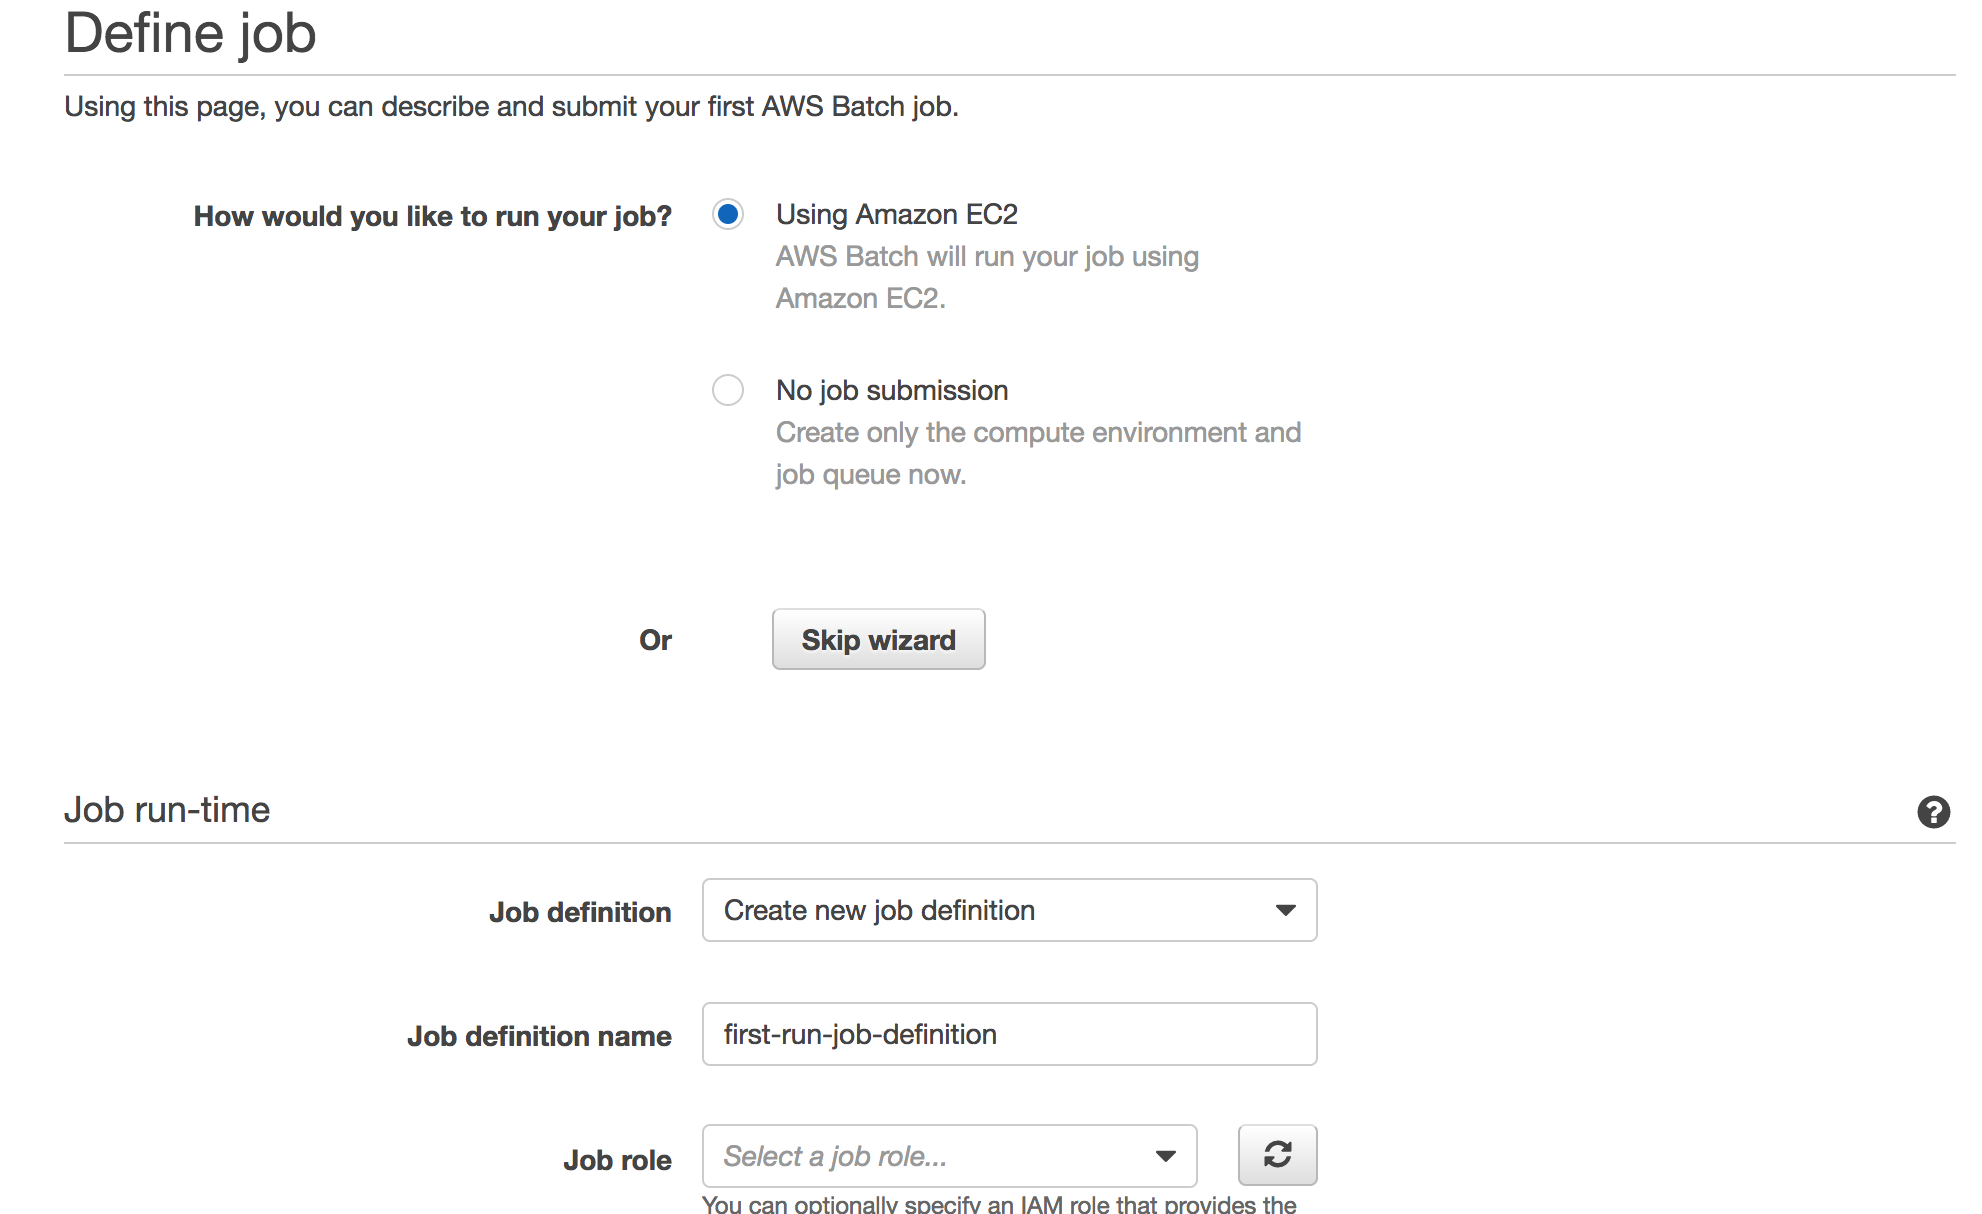 Define job
Using this page, you can describe and submit your first AWS Batch job.
How would you like to run your job?
Using Amazon EC2
AWS Batch will run your job using
Amazon EC2.
No job submission
Create only the compute environment and
job queue now.
Or
Skip wizard
Job run-time
Job definition
Create new job definition
Job definition name
first-run-job-definition
Job role
Select a job role...
You can optionally specify an IAM role that provides the